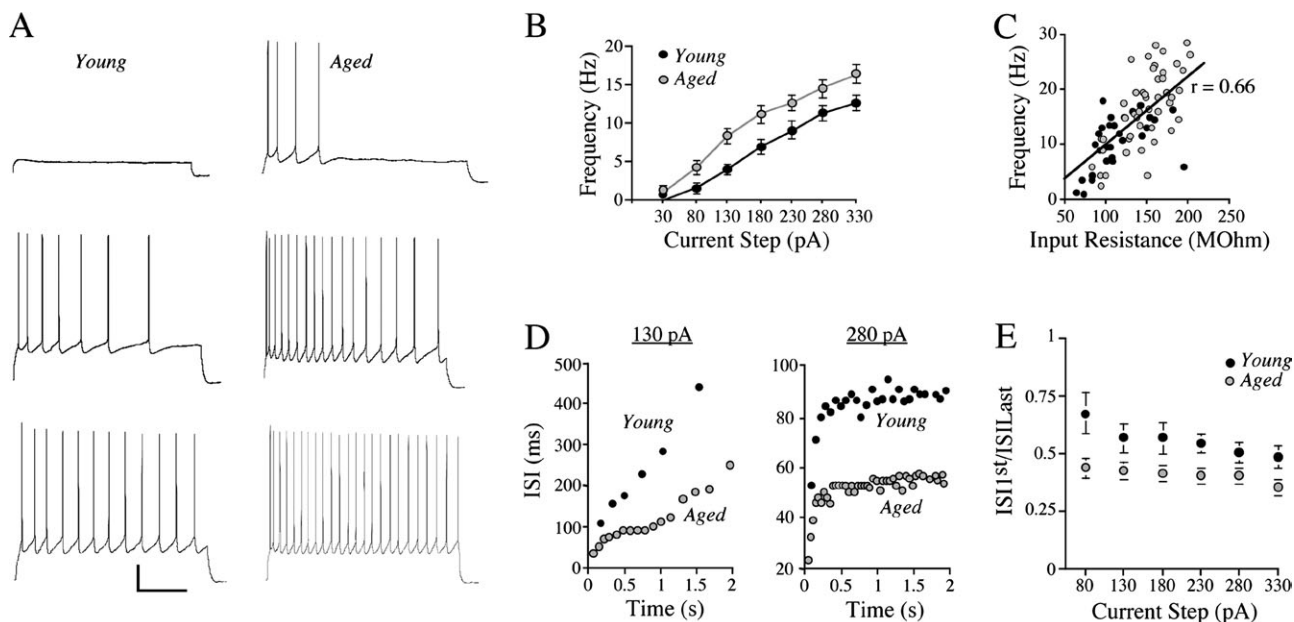 A
Young
Aged
B
Frequency (Hz)
20
15
10
5
0
Young
Aged
30 80 130 180 230 280 330
Current Step (pA)
C
Frequency (Hz)
40
30
20
10
0
r = 0.66
50 100 150 200 250
Input Resistance (MOhm)
D
130 pA
ISI (ms)
500
400
300
200
100
0
Young
Aged
0 0.5 1 1.5 2
Time (s)
280 pA
100
80
60
40
20
Young
Aged
0 0.5 1 1.5 2
Time (s)
E
ISI1st/ISILast
1
0.75
0.5
0.25
0
Young
Aged
80 130 180 230 280 330
Current Step (pA)